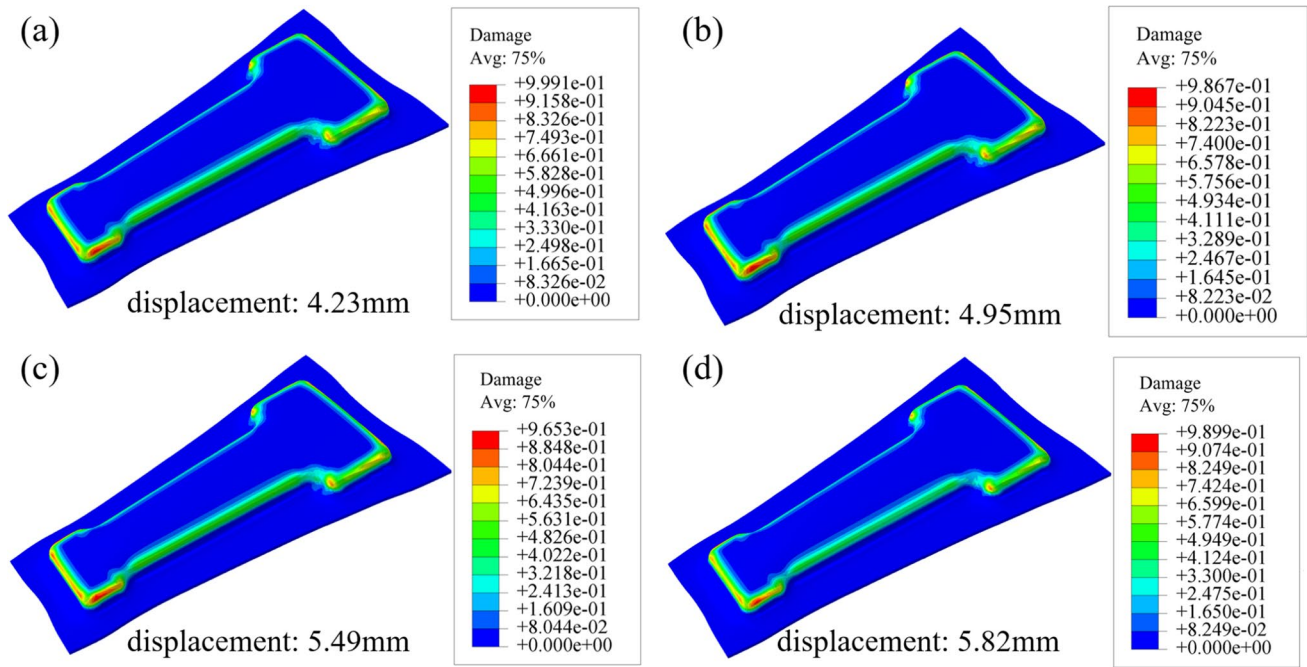 (a)
Damage
Avg: 75%
+9.991e-01
+9.158e-01
+8.326e-01
+7.493e-01
+6.661e-01
+5.828e-01
+4.996e-01
+4.163e-01
+3.330e-01
+2.498e-01
+1.665e-01
+8.326e-02
+0.000e+00
displacement: 4.23mm
(b)
Damage
Avg: 75%
+9.867e-01
+9.045e-01
+8.223e-01
+7.400e-01
+6.578e-01
+5.756e-01
+4.934e-01
+4.111e-01
+3.289e-01
+2.467e-01
+1.645e-01
+8.223e-02
+0.000e+00
displacement: 4.95mm
(c)
Damage
Avg: 75%
+9.653e-01
+8.848e-01
+8.044e-01
+7.239e-01
+6.435e-01
+5.631e-01
+4.826e-01
+4.022e-01
+3.218e-01
+2.413e-01
+1.609e-01
+8.044e-02
+0.000e+00
displacement: 5.49mm
(d)
Damage
Avg: 75%
+9.899e-01
+9.074e-01
+8.249e-01
+7.424e-01
+6.599e-01
+5.774e-01
+4.949e-01
+4.124e-01
+3.300e-01
+2.475e-01
+1.650e-01
+8.249e-02
+0.000e+00
displacement: 5.82mm